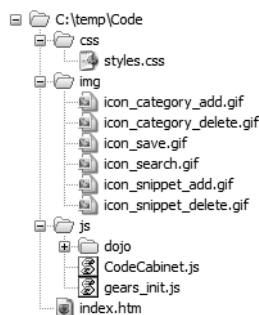 C:\temp\Code
css
styles.css
img
icon_category_add.gif
icon_category_delete.gif
icon_save.gif
icon_search.gif
icon_snippet_add.gif
icon_snippet_delete.gif
js
dojo
CodeCabinet.js
gears_init.js
index.htm